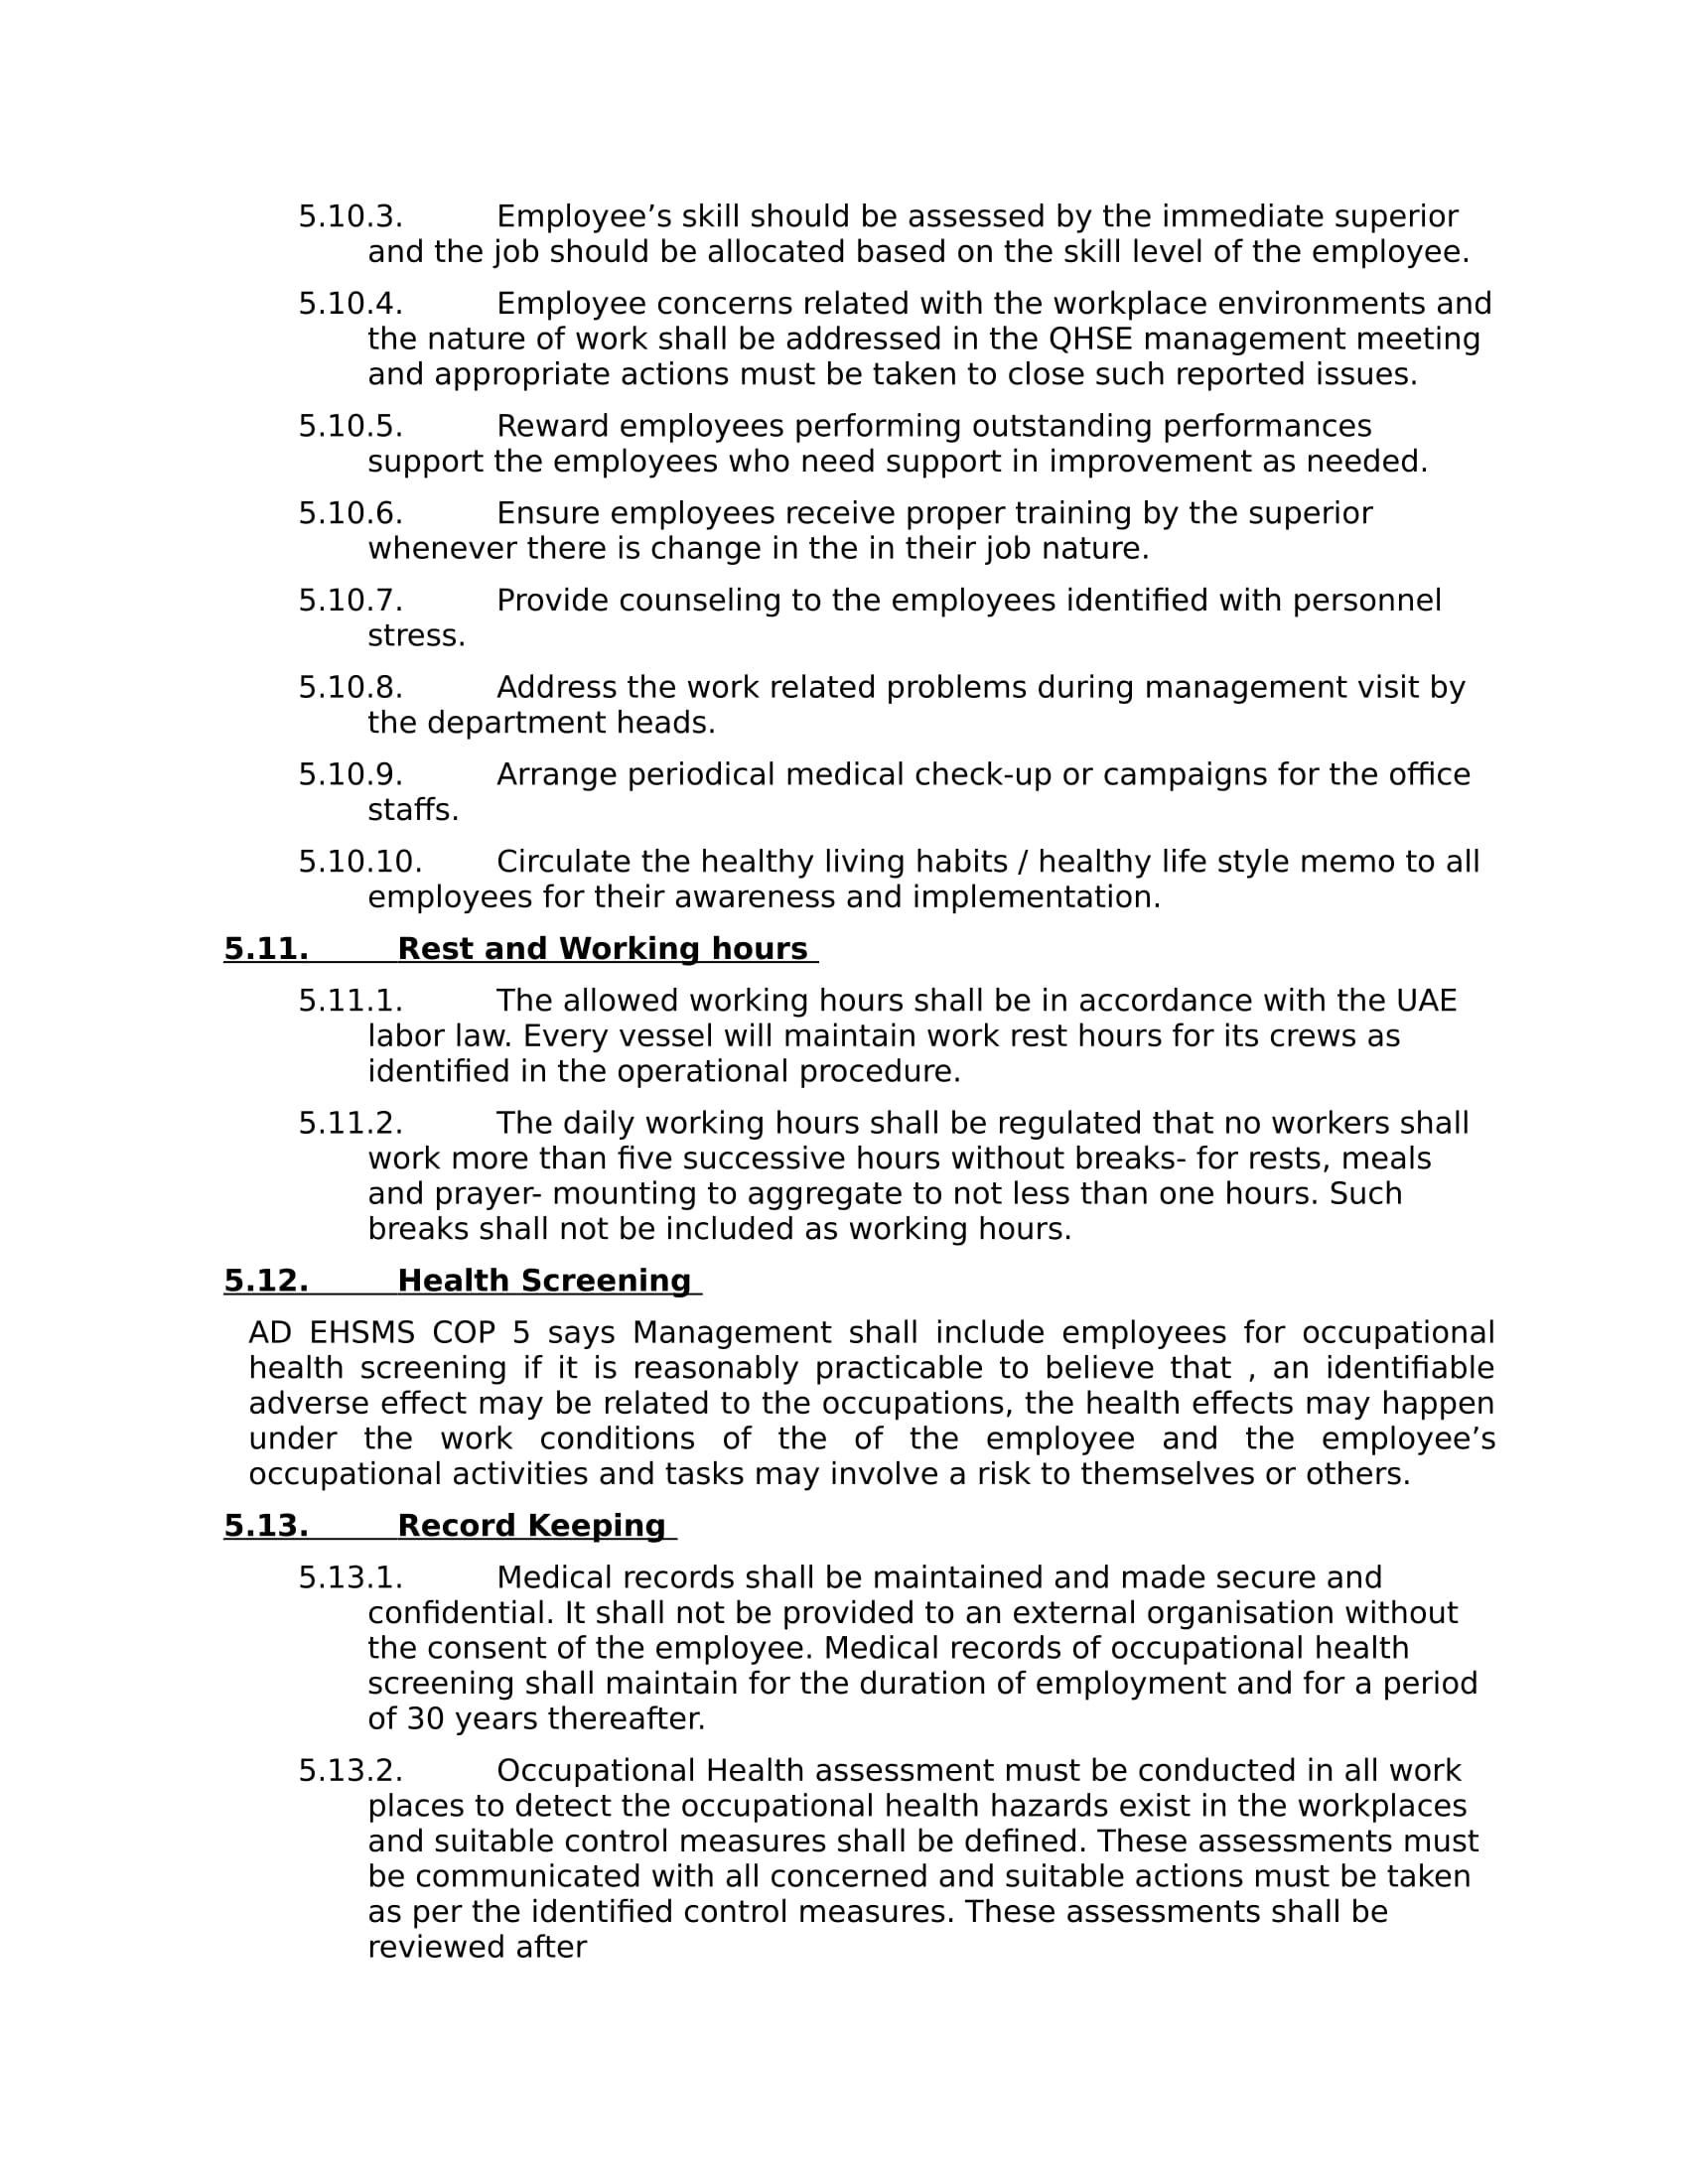 5.10.3. Employee’s skill should be assessed by the immediate superior
and the job should be allocated based on the skill level of the employee.
5.10.4. Employee concerns related with the workplace environments and
the nature of work shall be addressed in the QHSE management meeting
and appropriate actions must be taken to close such reported issues.
5.10.5. Reward employees performing outstanding performances
support the employees who need support in improvement as needed.
5.10.6. Ensure employees receive proper training by the superior
whenever there is change in the in their job nature.
5.10.7. Provide counseling to the employees identified with personnel
stress.
5.10.8. Address the work related problems during management visit by
the department heads.
5.10.9. Arrange periodical medical check-up or campaigns for the office
staffs.
5.10.10. Circulate the healthy living habits / healthy life style memo to all
employees for their awareness and implementation.
5.11. Rest and Working hours
5.11.1. The allowed working hours shall be in accordance with the UAE
labor law. Every vessel will maintain work rest hours for its crews as
identified in the operational procedure.
5.11.2. The daily working hours shall be regulated that no workers shall
work more than five successive hours without breaks- for rests, meals
and prayer- mounting to aggregate to not less than one hours. Such
breaks shall not be included as working hours.
5.12. Health Screening
AD EHSMS COP 5 says Management shall include employees for occupational
health screening if it is reasonably practicable to believe that , an identifiable
adverse effect may be related to the occupations, the health effects may happen
under the work conditions of the of the employee and the employee’s
occupational activities and tasks may involve a risk to themselves or others.
5.13. Record Keeping
5.13.1. Medical records shall be maintained and made secure and
confidential. It shall not be provided to an external organisation without
the consent of the employee. Medical records of occupational health
screening shall maintain for the duration of employment and for a period
of 30 years thereafter.
5.13.2. Occupational Health assessment must be conducted in all work
places to detect the occupational health hazards exist in the workplaces
and suitable control measures shall be defined. These assessments must
be communicated with all concerned and suitable actions must be taken
as per the identified control measures. These assessments shall be
reviewed after